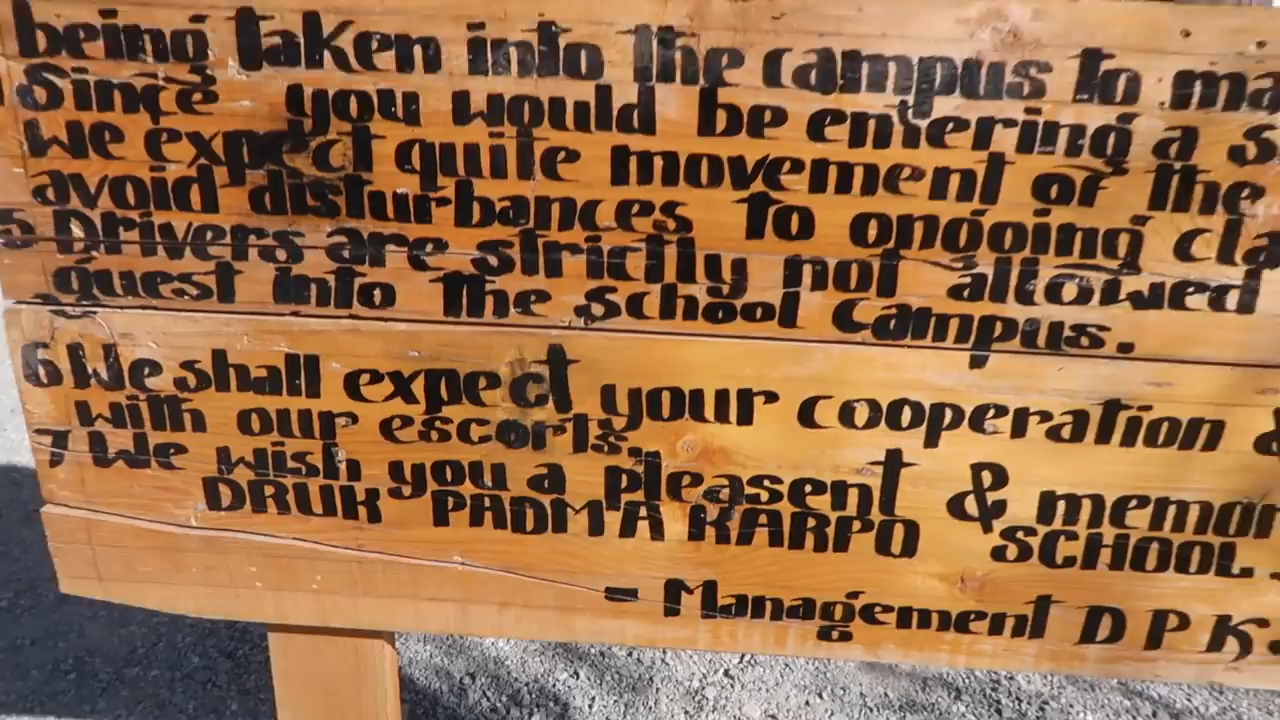 being taken into the campus to ma
Since you would be entering a s
we expect quite movement of the
avoid disturbances to ongoing cla
5 Drivers are strictly not allowed
guest into the school campus.
6 We shall expect your cooperation &
with our escorts.
7 We wish you a pleasent & memor
DRUK PADMA KARPO SCHOOL.
- Management D P K.